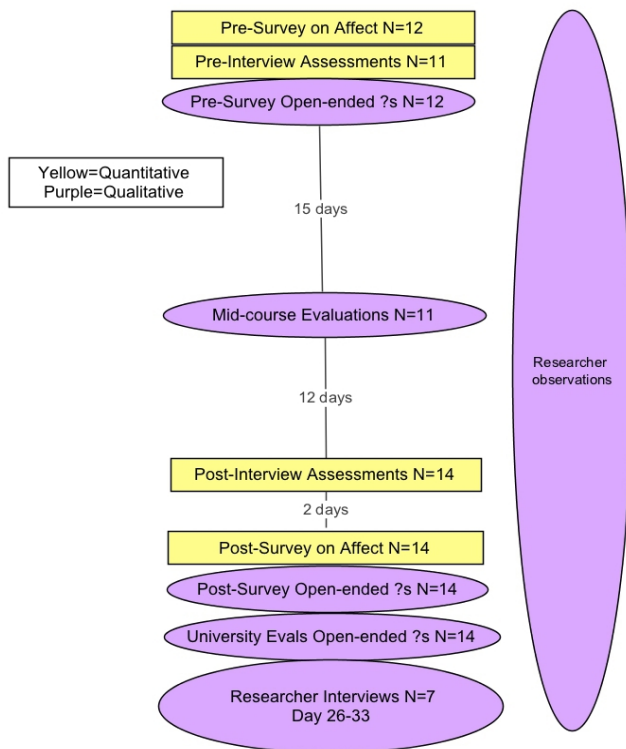 Pre-Survey on Affect N=12
Pre-Interview Assessments N=11
Pre-Survey Open-ended ?s N=12
Yellow=Quantitative
Purple=Qualitative
15 days
Mid-course Evaluations N=11
Researcher
observations
12 days
Post-Interview Assessments N=14
2 days
Post-Survey on Affect N=14
Post-Survey Open-ended ?s N=14
University Evals Open-ended ?s N=14
Researcher Interviews N=7
Day 26-33